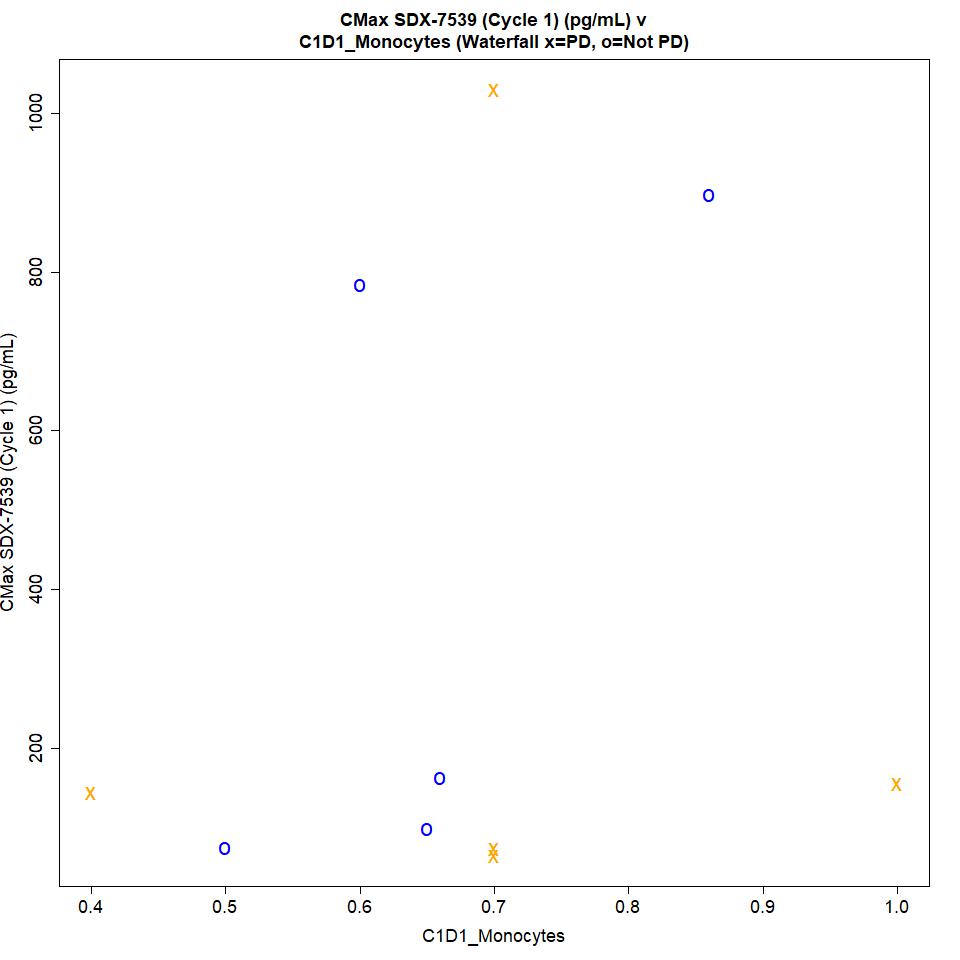 CMax SDX-7539 (Cycle 1) (pg/mL) v
C1D1_Monocytes (Waterfall x=PD, o=Not PD)
CMax SDX-7539 (Cycle 1) (pg/mL)
1000
800
600
400
200
X
O
O
O
X
X
O
O
X
X
0.4 0.5 0.6 0.7 0.8 0.9 1.0
C1D1_Monocytes